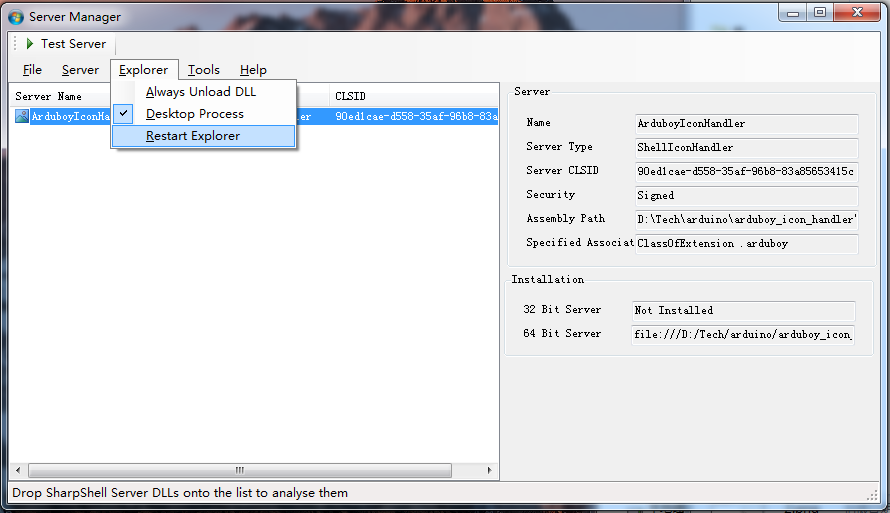 Server Manager
Test Server
File Server Explorer Tools Help
Always Unload DLL
Desktop Process
Restart Explorer
Server Name CLSID
ArduboyIconHa ler 90ed1cae-d558-35af-96b8-83a
Server
Name ArduboyIconHandler
Server Type ShellIconHandler
Server CLSID 90ed1cae-d558-35af-96b8-83a85653415c
Security Signed
Assembly Path D:\Tech\arduino\arduboy_icon_handler\
Specified Associat ClassOfExtension .arduboy
Installation
32 Bit Server Not Installed
64 Bit Server file:///D:/Tech/arduino/arduboy_icon_
Drop SharpShell Server DLLs onto the list to analyse them